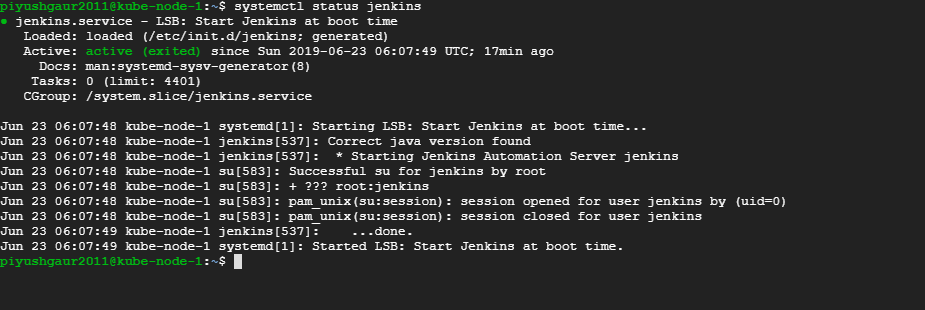 piyushgaur2011@kube-node-1:~$ systemctl status jenkins
● jenkins.service - LSB: Start Jenkins at boot time
   Loaded: loaded (/etc/init.d/jenkins; generated)
   Active: active (exited) since Sun 2019-06-23 06:07:49 UTC; 17min ago
     Docs: man:systemd-sysv-generator(8)
    Tasks: 0 (limit: 4401)
   CGroup: /system.slice/jenkins.service

Jun 23 06:07:48 kube-node-1 systemd[1]: Starting LSB: Start Jenkins at boot time...
Jun 23 06:07:48 kube-node-1 jenkins[537]: Correct java version found
Jun 23 06:07:48 kube-node-1 jenkins[537]:  * Starting Jenkins Automation Server jenkins
Jun 23 06:07:48 kube-node-1 su[583]: Successful su for jenkins by root
Jun 23 06:07:48 kube-node-1 su[583]: + ??? root:jenkins
Jun 23 06:07:48 kube-node-1 su[583]: pam_unix(su:session): session opened for user jenkins by (uid=0)
Jun 23 06:07:48 kube-node-1 su[583]: pam_unix(su:session): session closed for user jenkins
Jun 23 06:07:49 kube-node-1 jenkins[537]:    ...done.
Jun 23 06:07:49 kube-node-1 systemd[1]: Started LSB: Start Jenkins at boot time.
piyushgaur2011@kube-node-1:~$